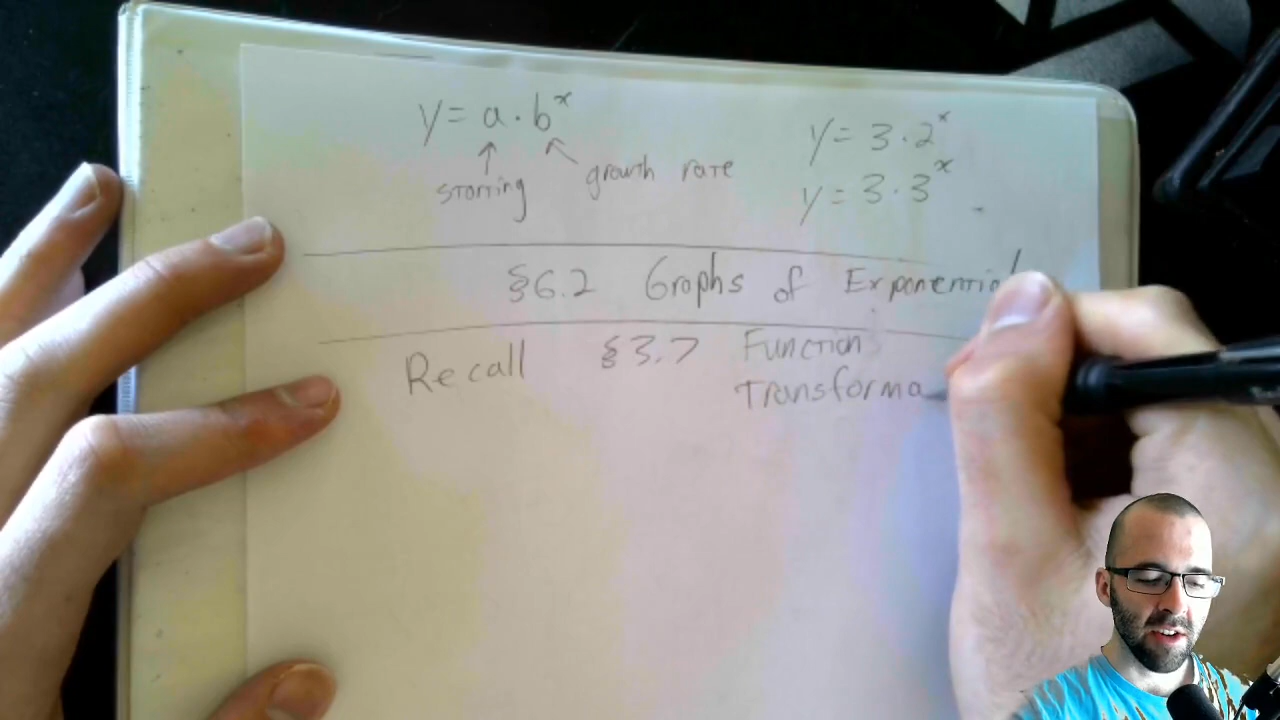 y = a · b^x
↑ ↖
starting growth rate
y = 3 · 2^x
y = 3 · 3^x
§6.2 Graphs of Exponential
Recall §3.7 Function
Transforma